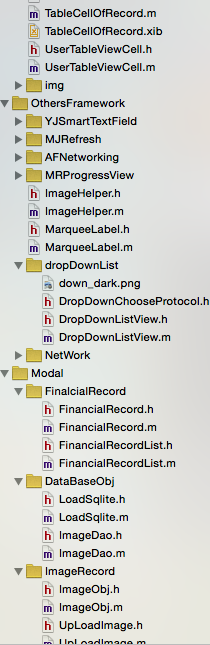 TableCellOfRecord.m
TableCellOfRecord.xib
UserTableViewCell.h
UserTableViewCell.m
img
OthersFramework
YJSmartTextField
MJRefresh
AFNetworking
MRProgressView
ImageHelper.h
ImageHelper.m
MarqueeLabel.h
MarqueeLabel.m
dropDownList
down_dark.png
DropDownChooseProtocol.h
DropDownListView.h
DropDownListView.m
NetWork
Modal
FinalcialRecord
FinancialRecord.h
FinancialRecord.m
FinancialRecordList.h
FinancialRecordList.m
DataBaseObj
LoadSqlite.h
LoadSqlite.m
ImageDao.h
ImageDao.m
ImageRecord
ImageObj.h
ImageObj.m
UpLoadImage.h
UpLoadImage.m